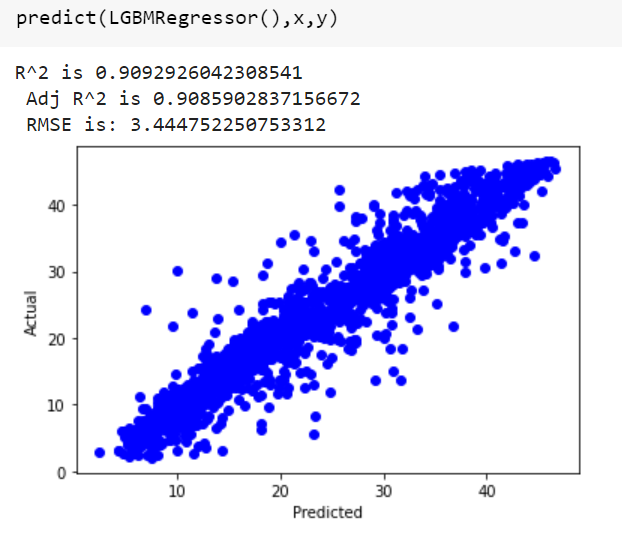 predict(LGBMRegressor(),x,y)
R^2 is 0.9092926042308541
Adj R^2 is 0.9085902837156672
RMSE is: 3.444752250753312
40
30
20
10
0
Actual
10 20 30 40
Predicted